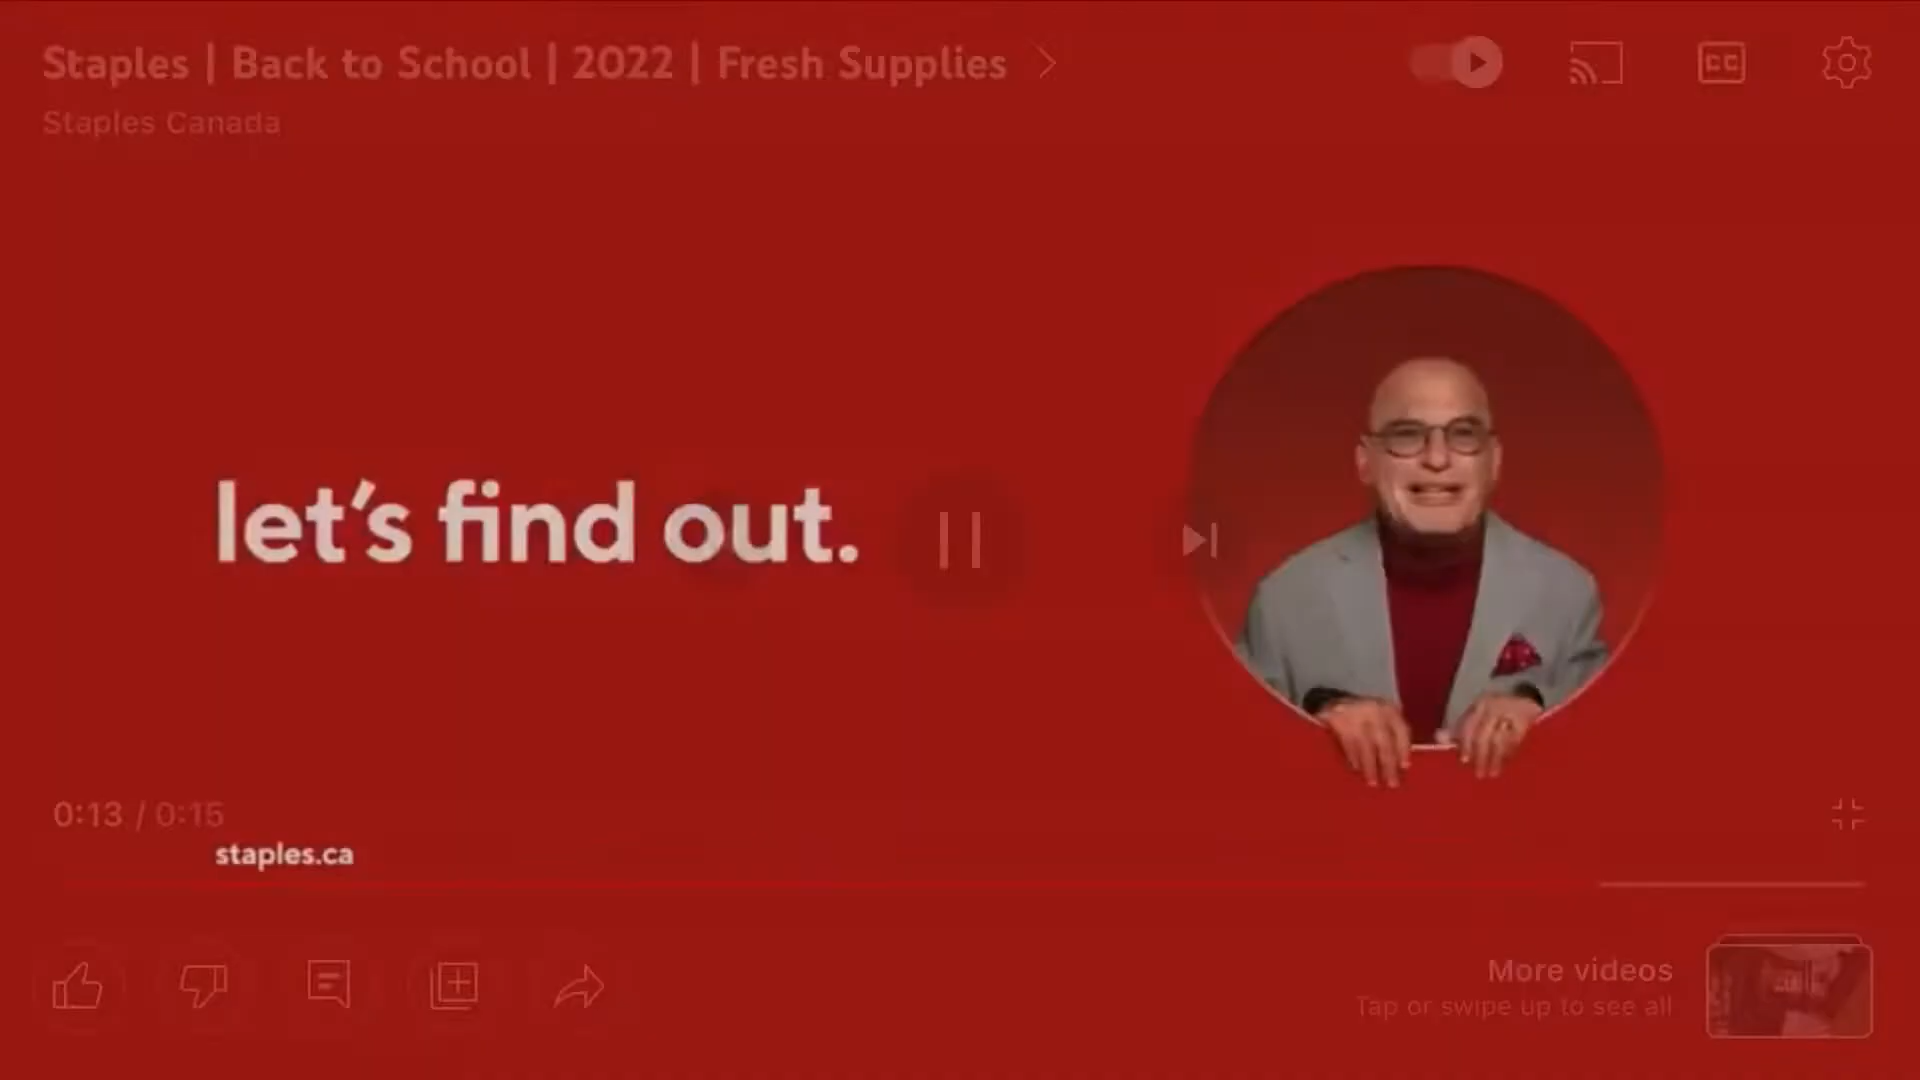 Staples | Back to School | 2022 | Fresh Supplies
Staples Canada
CC
let's find out.
0:13 / 0:15
staples.ca
More videos
Tap or swipe up to see all